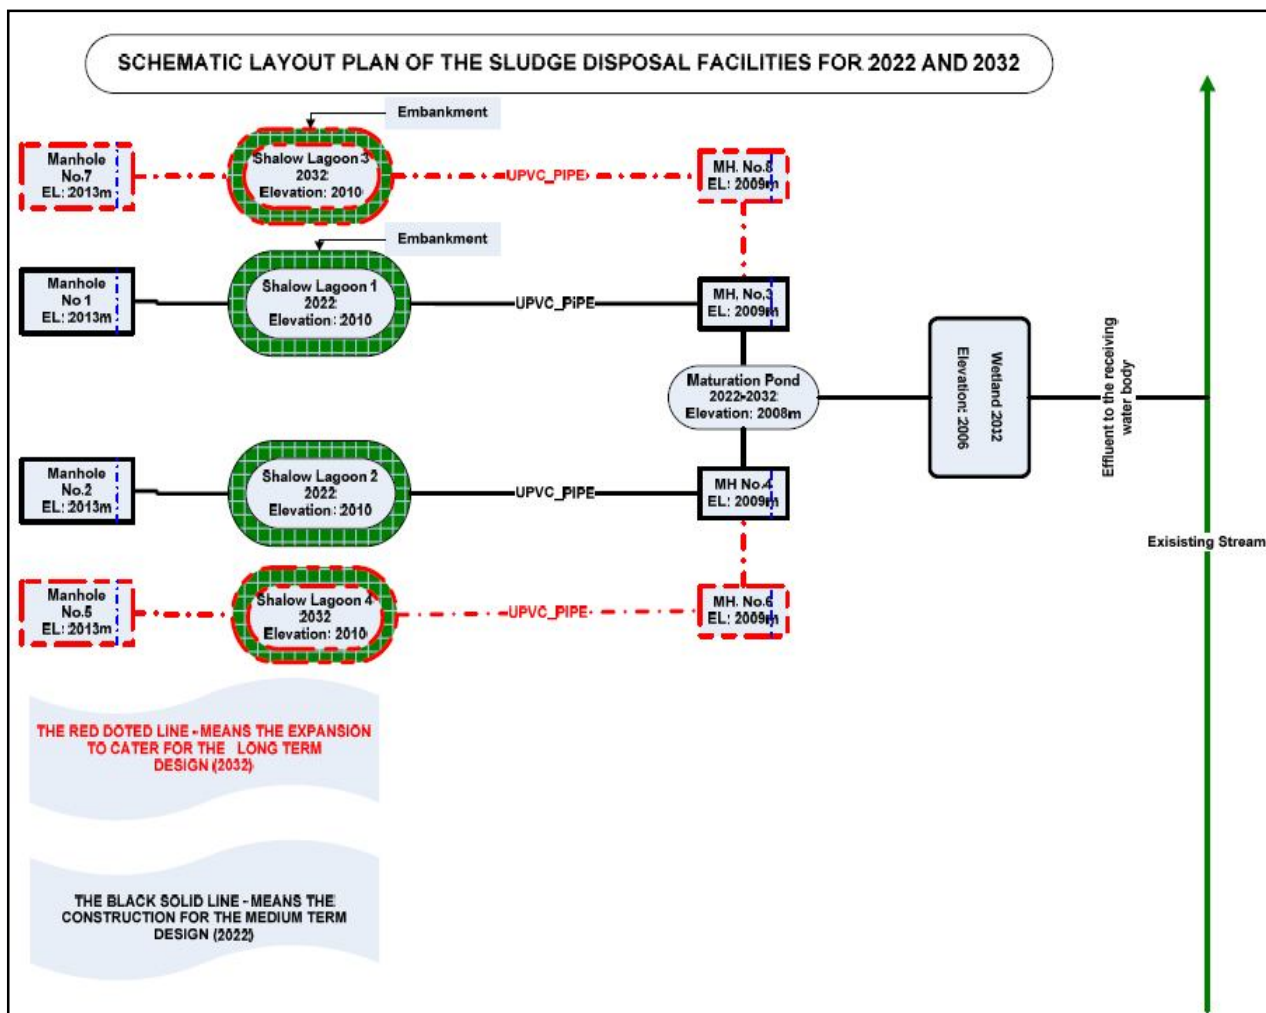 SCHEMATIC LAYOUT PLAN OF THE SLUDGE DISPOSAL FACILITIES FOR 2022 AND 2032
Embankment
Manhole
No.7
EL: 2013m
Shalow Lagoon 3
2032
Elevation: 2010
UPVC_PIPE
MH. No.8
EL: 2009m
Embankment
Manhole
No 1
EL: 2013m
Shalow Lagoon 1
2022
Elevation: 2010
UPVC_PIPE
MH. No.3
EL: 2009m
Maturation Pond
2022-2032
Elevation: 2008m
Wetland 2032
Elevation: 2006
Effluent to the receiving
water body
Manhole
No.2
EL: 2013m
Shalow Lagoon 2
2022
Elevation: 2010
UPVC_PIPE
MH No.4
EL: 2009m
Exisisting Stream
Manhole
No.5
EL: 2013m
Shalow Lagoon 4
2032
Elevation: 2010
UPVC_PIPE
MH. No.6
EL: 2009m
THE RED DOTED LINE - MEANS THE EXPANSION
TO CATER FOR THE LONG TERM
DESIGN (2032)
THE BLACK SOLID LINE - MEANS THE
CONSTRUCTION FOR THE MEDIUM TERM
DESIGN (2022)